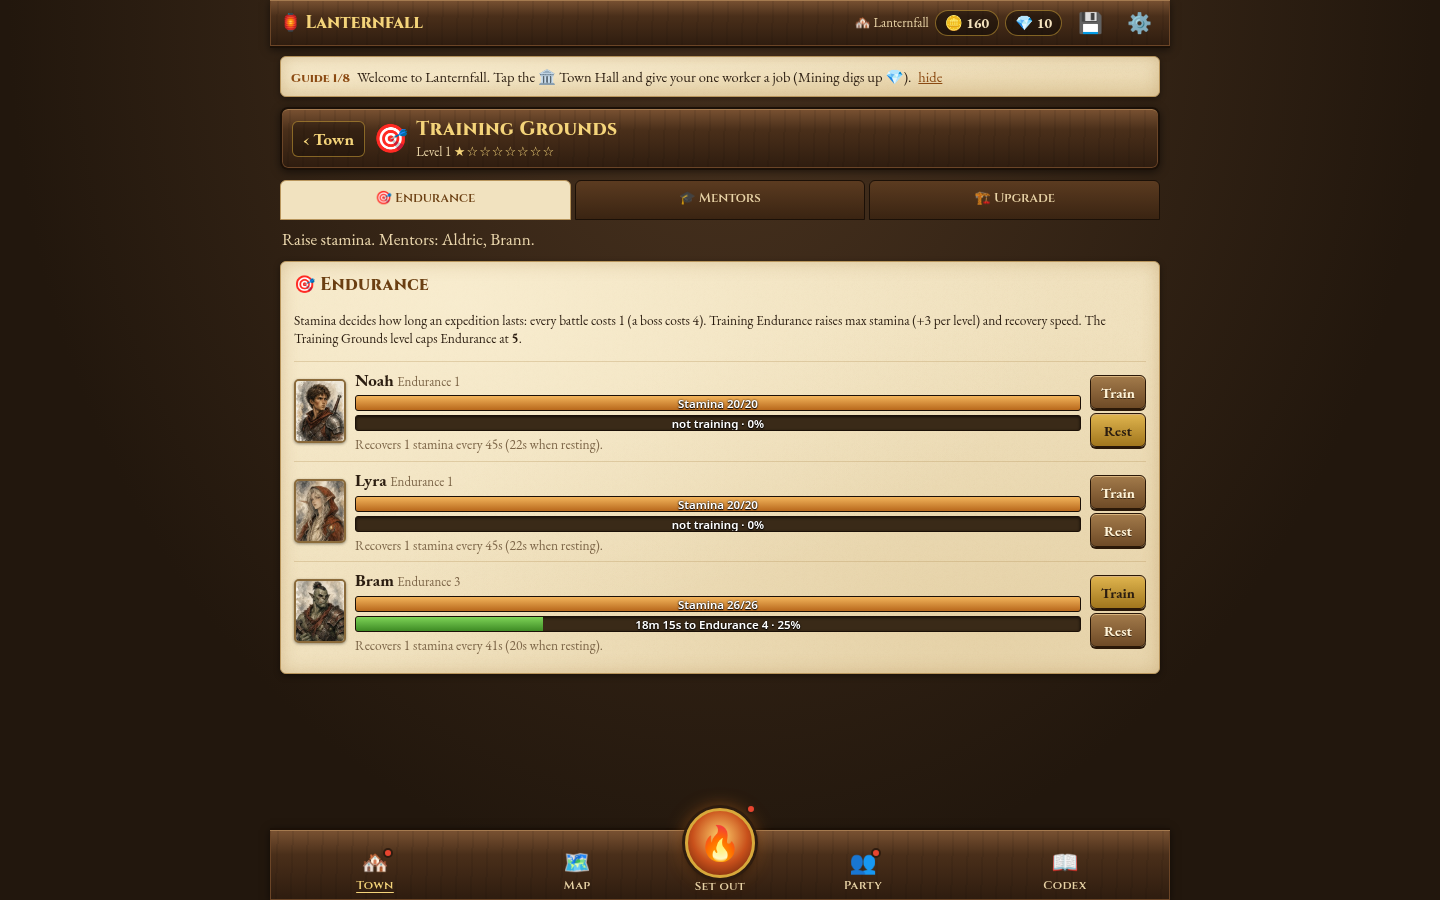 Lanternfall
Lanternfall 160 10
Guide 1/8 Welcome to Lanternfall. Tap the Town Hall and give your one worker a job (Mining digs up ). hide
‹ Town
Training Grounds
Level 1 ★☆☆☆☆☆☆☆
Endurance
Mentors
Upgrade
Raise stamina. Mentors: Aldric, Brann.
Endurance
Stamina decides how long an expedition lasts: every battle costs 1 (a boss costs 4). Training Endurance raises max stamina (+3 per level) and recovery speed. The
Training Grounds level caps Endurance at 5.
Noah Endurance 1
Stamina 20/20
not training · 0%
Recovers 1 stamina every 45s (22s when resting).
Train
Rest
Lyra Endurance 1
Stamina 20/20
not training · 0%
Recovers 1 stamina every 45s (22s when resting).
Train
Rest
Bram Endurance 3
Stamina 26/26
18m 15s to Endurance 4 · 25%
Recovers 1 stamina every 41s (20s when resting).
Train
Rest
Town
Map
Set out
Party
Codex